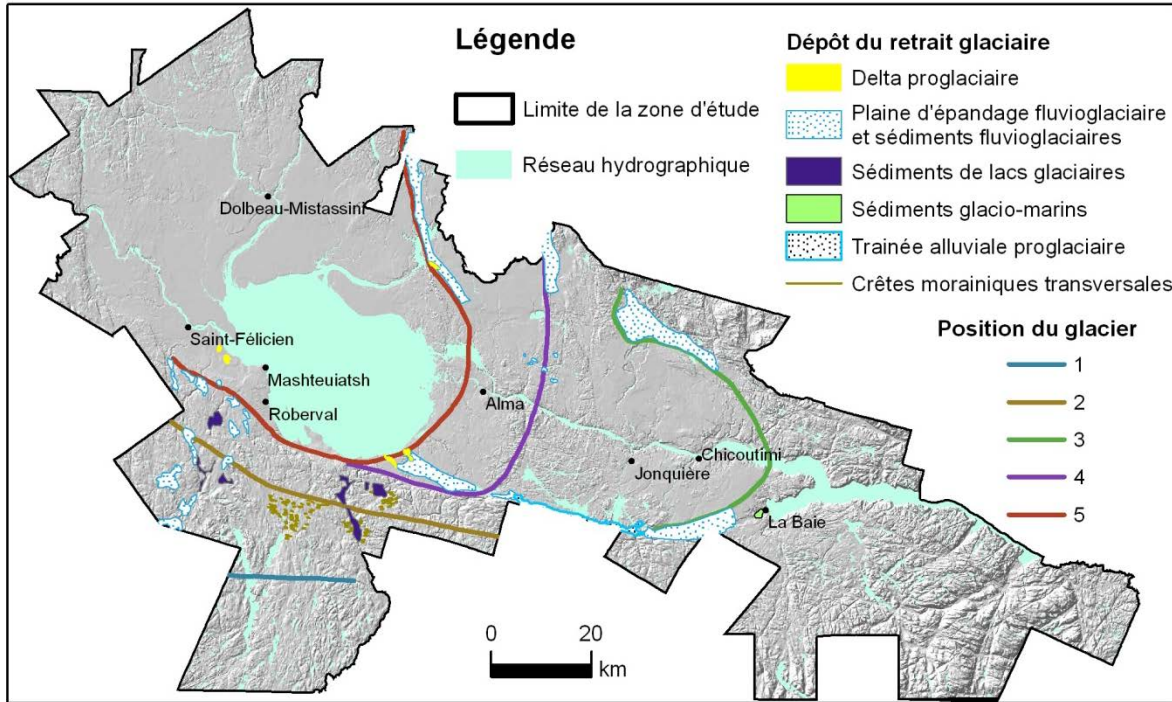 Légende
Limite de la zone d'étude
Réseau hydrographique
Dépôt du retrait glaciaire
Delta proglaciaire
Plaine d'épandage fluvioglaciaire
et sédiments fluvioglaciaires
Sédiments de lacs glaciaires
Sédiments glacio-marins
Trainée alluviale proglaciaire
Crêtes morainiques transversales
Position du glacier
1
2
3
4
5
Dolbeau-Mistassini
Saint-Félicien
Mashteuiatsh
Roberval
Alma
Chicoutimi
Jonquière
La Baie
0 20
km